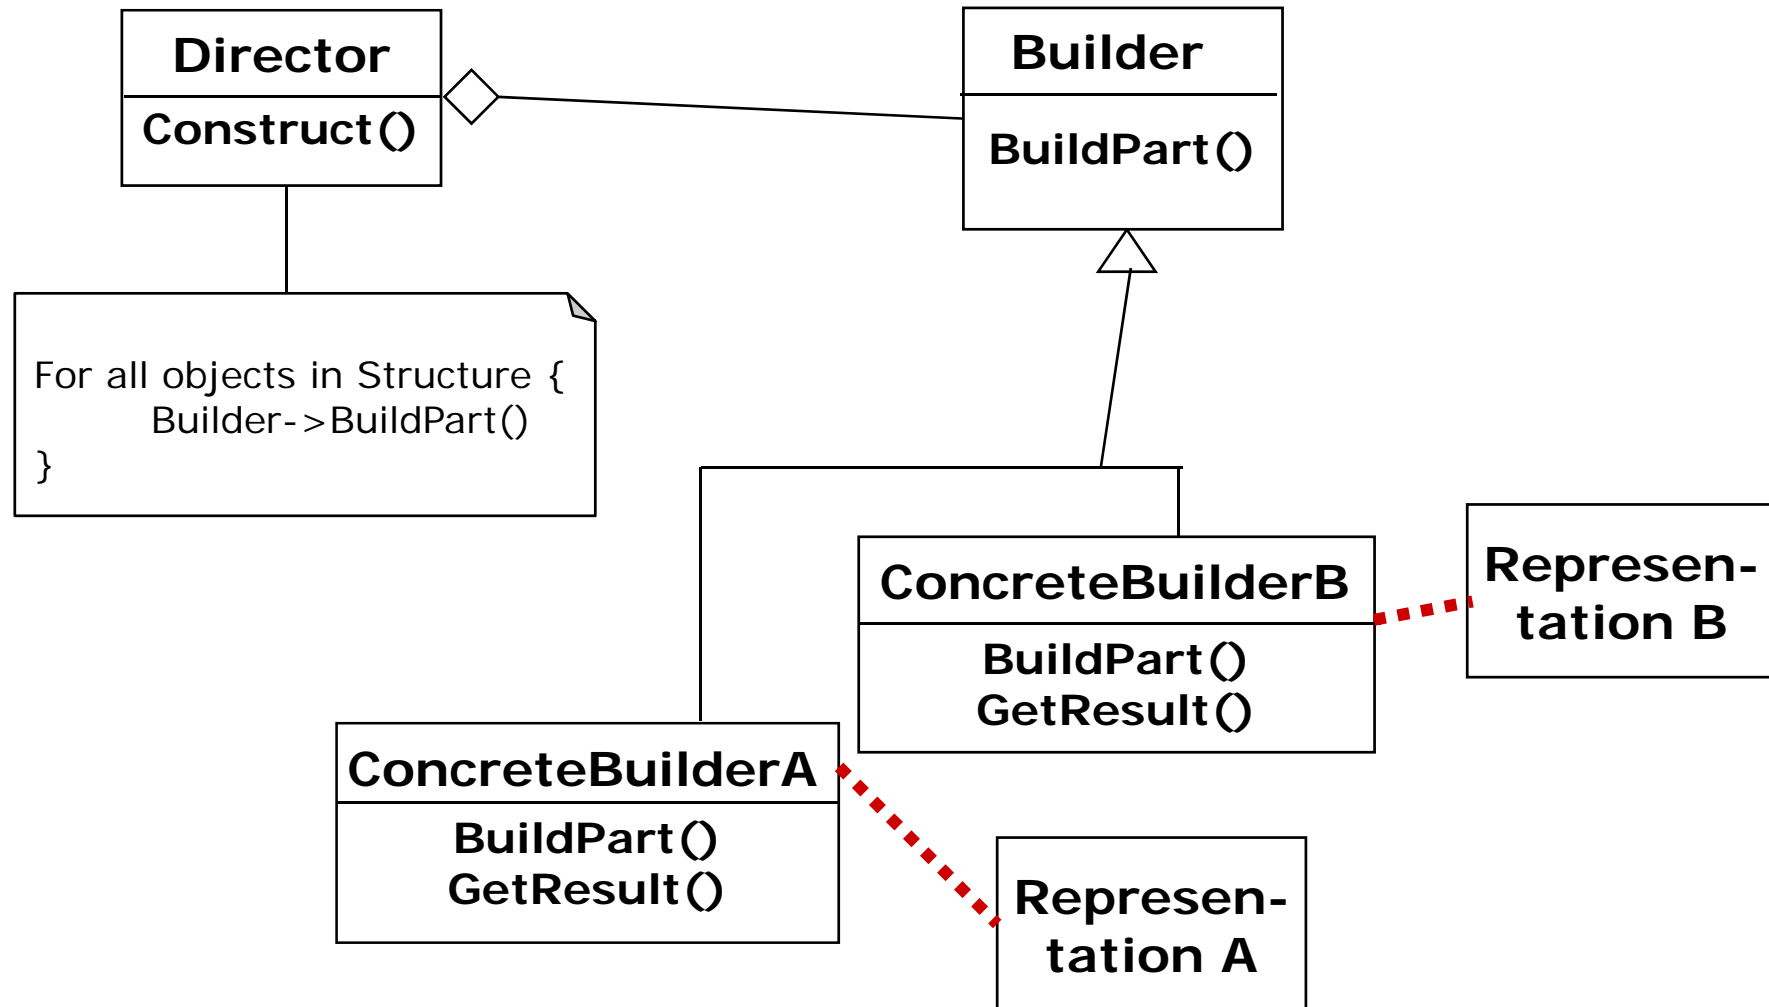 Director
Construct()
Builder
BuildPart()
For all objects in Structure {
Builder->BuildPart()
}
ConcreteBuilderB
BuildPart()
GetResult()
Represen-
tation B
ConcreteBuilderA
BuildPart()
GetResult()
Represen-
tation A